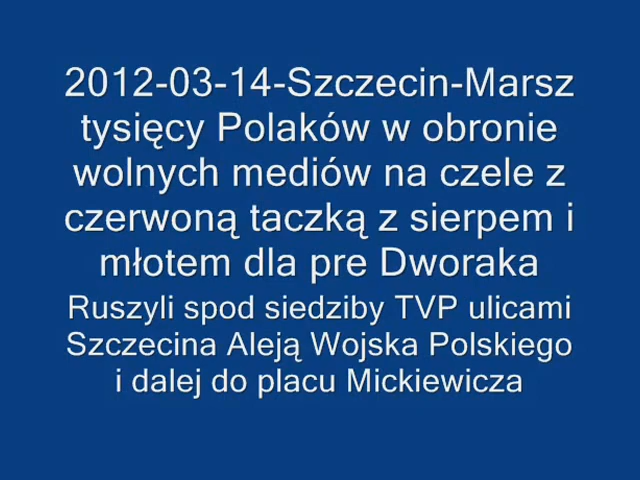 2012-03-14-Szczecin-Marsz
tysięcy Polaków w obronie
wolnych mediów na czele z
czerwoną taczką z sierpem i
młotem dla pre Dworaka
Ruszyli spod siedziby TVP ulicami
Szczecina Aleją Wojska Polskiego
i dalej do placu Mickiewicza